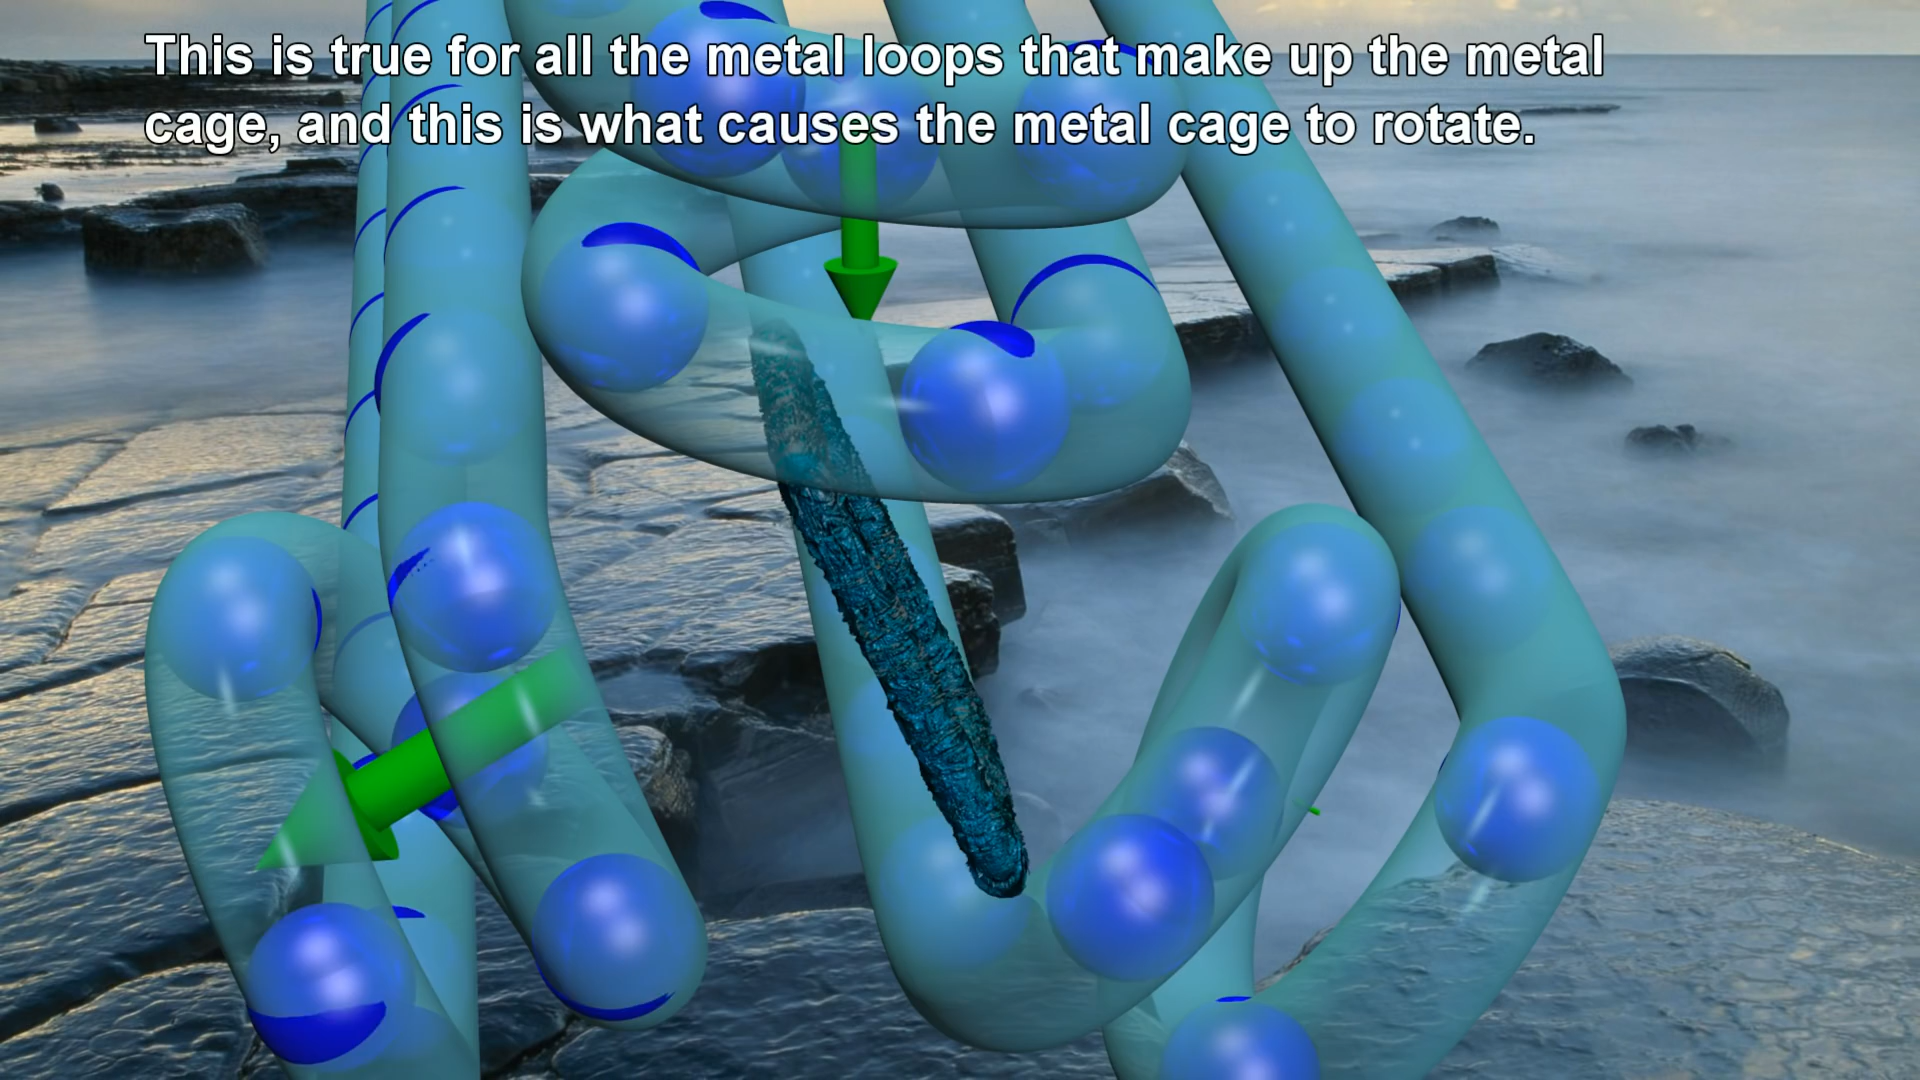 This is true for all the metal loops that make up the metal
cage, and this is what causes the metal cage to rotate.